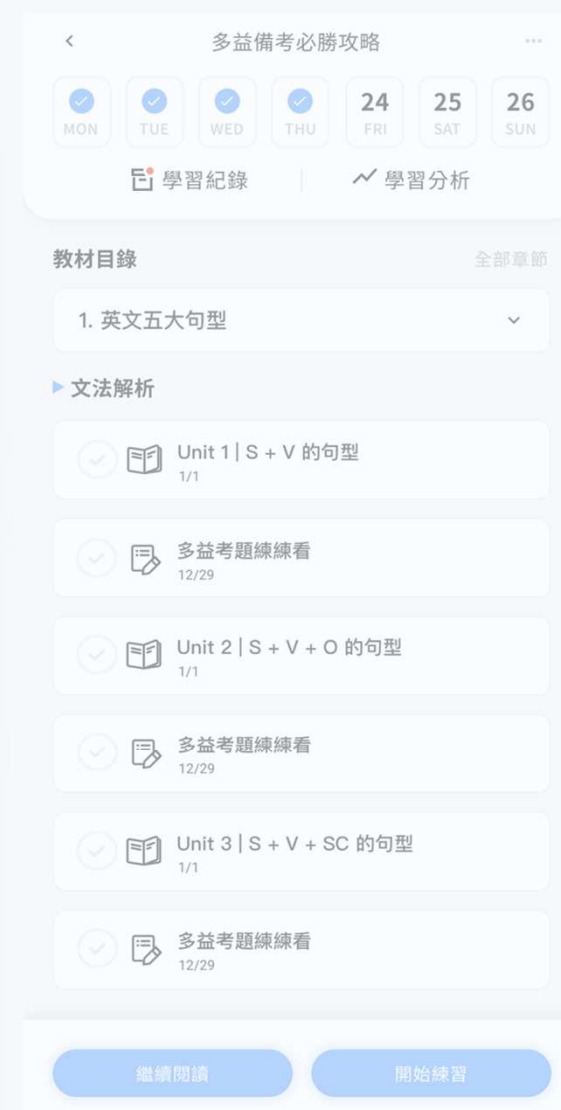 多益備考必勝攻略
24 25 26
MON TUE WED THU FRI SAT SUN
學習紀錄 學習分析
教材目錄 全部章節
1. 英文五大句型
文法解析
Unit 1 | S + V 的句型
1/1
多益考題練練看
12/29
Unit 2 | S + V + O 的句型
1/1
多益考題練練看
12/29
Unit 3 | S + V + SC 的句型
1/1
多益考題練練看
12/29
繼續閱讀 開始練習